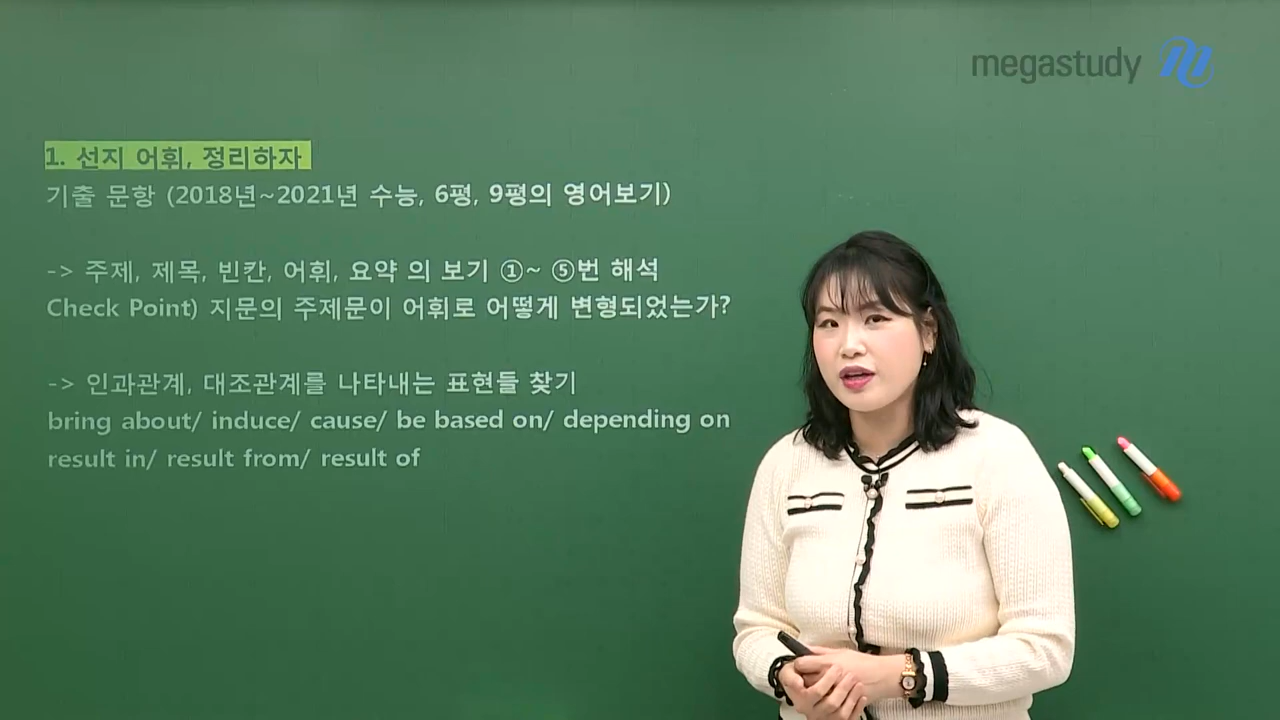 megastudy
1. 선지 어휘, 정리하자
기출 문항 (2018년~2021년 수능, 6평, 9평의 영어보기)
-> 주제, 제목, 빈칸, 어휘, 요약 의 보기 ①~ ⑤번 해석
Check Point) 지문의 주제문이 어휘로 어떻게 변형되었는가?
-> 인과관계, 대조관계를 나타내는 표현들 찾기
bring about/ induce/ cause/ be based on/ depending on
result in/ result from/ result of